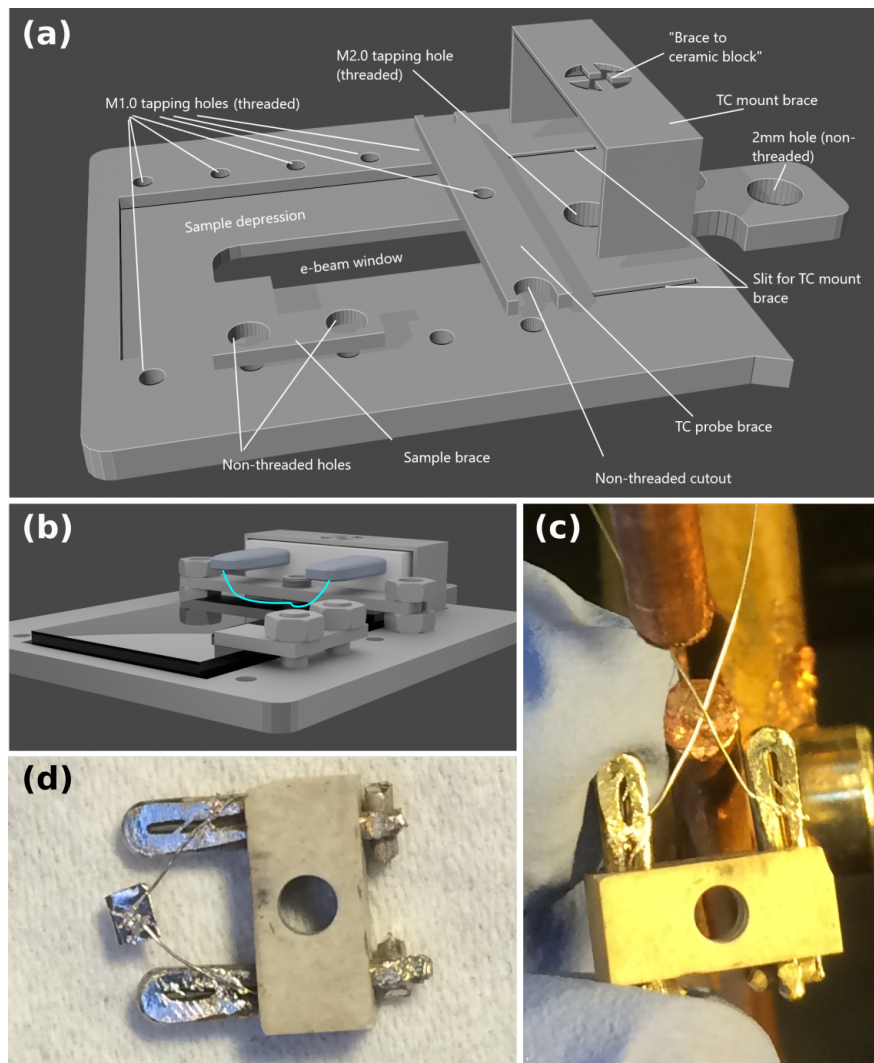 (a)
"Brace to
ceramic block"
M2.0 tapping hole
(threaded)
TC mount brace
M1.0 tapping holes (threaded)
2mm hole (non-
threaded)
Sample depression
e-beam window
Slit for TC mount
brace
TC probe brace
Sample brace
Non-threaded holes
Non-threaded cutout
(b)
(c)
(d)